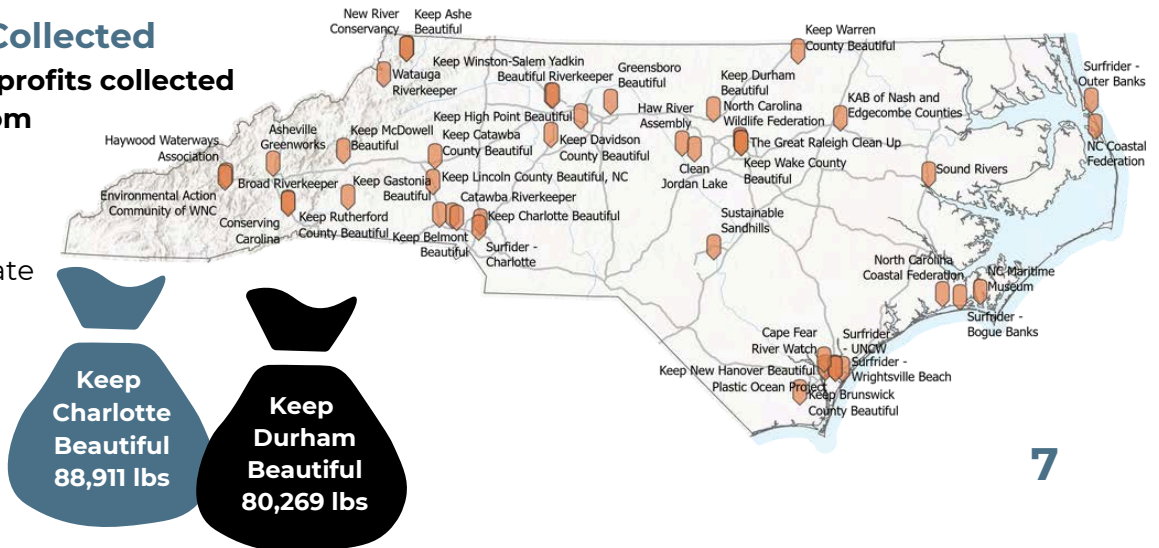 Collected
profits collected
om
ate
New River
Conservancy
Keep Ashe
Beautiful
Watauga
Riverkeeper
Keep Winston-Salem
Beautiful
Yadkin
Riverkeeper
Greensboro
Beautiful
Keep High Point Beautiful
Keep Davidson
County Beautiful
Keep Warren
County Beautiful
Keep Durham
Beautiful
North Carolina
Wildlife Federation
Haw River
Assembly
Clean
Jordan Lake
The Great Raleigh Clean Up
Keep Wake County
Beautiful
KAB of Nash and
Edgecombe Counties
Surfrider -
Outer Banks
NC Coastal
Federation
Sound Rivers
Haywood Waterways
Association
Asheville
Greenworks
Keep McDowell
Beautiful
Keep Catawba
County Beautiful
Environmental Action
Community of WNC
Broad Riverkeeper
Keep Gastonia
Beautiful
Keep Lincoln County Beautiful, NC
Catawba Riverkeeper
Conserving
Carolina
Keep Rutherford
County Beautiful
Keep Belmont
Beautiful
Keep Charlotte Beautiful
Surfider -
Charlotte
Sustainable
Sandhills
North Carolina
Coastal Federation
NC Maritime
Museum
Surfrider -
Bogue Banks
Cape Fear
River Watch
Surfrider
- UNCW
Keep New Hanover Beautiful
Surfrider -
Wrightsville Beach
Plastic Ocean Project
Keep Brunswick
County Beautiful
Keep
Charlotte
Beautiful
88,911 lbs
Keep
Durham
Beautiful
80,269 lbs
7